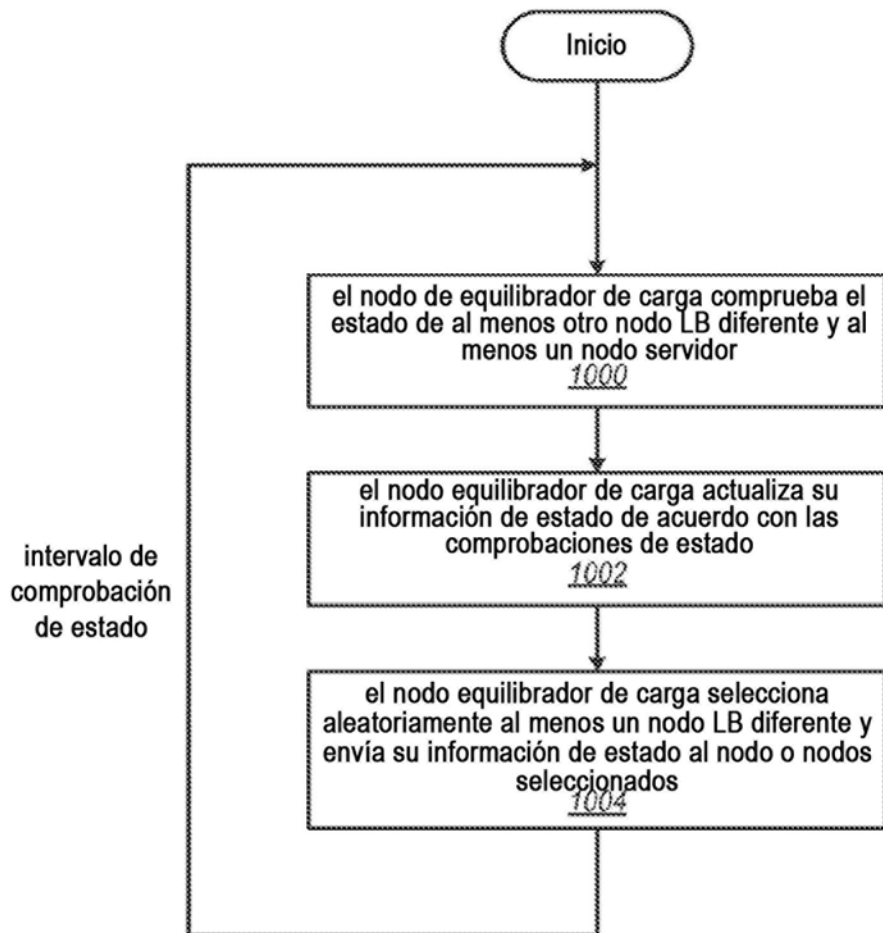 Inicio
el nodo de equilibrador de carga comprueba el
estado de al menos otro nodo LB diferente y al
menos un nodo servidor
1000
el nodo equilibrador de carga actualiza su
información de estado de acuerdo con las
comprobaciones de estado
1002
intervalo de
comprobación
de estado
el nodo equilibrador de carga selecciona
aleatoriamente al menos un nodo LB diferente y
envía su información de estado al nodo o nodos
seleccionados
1004